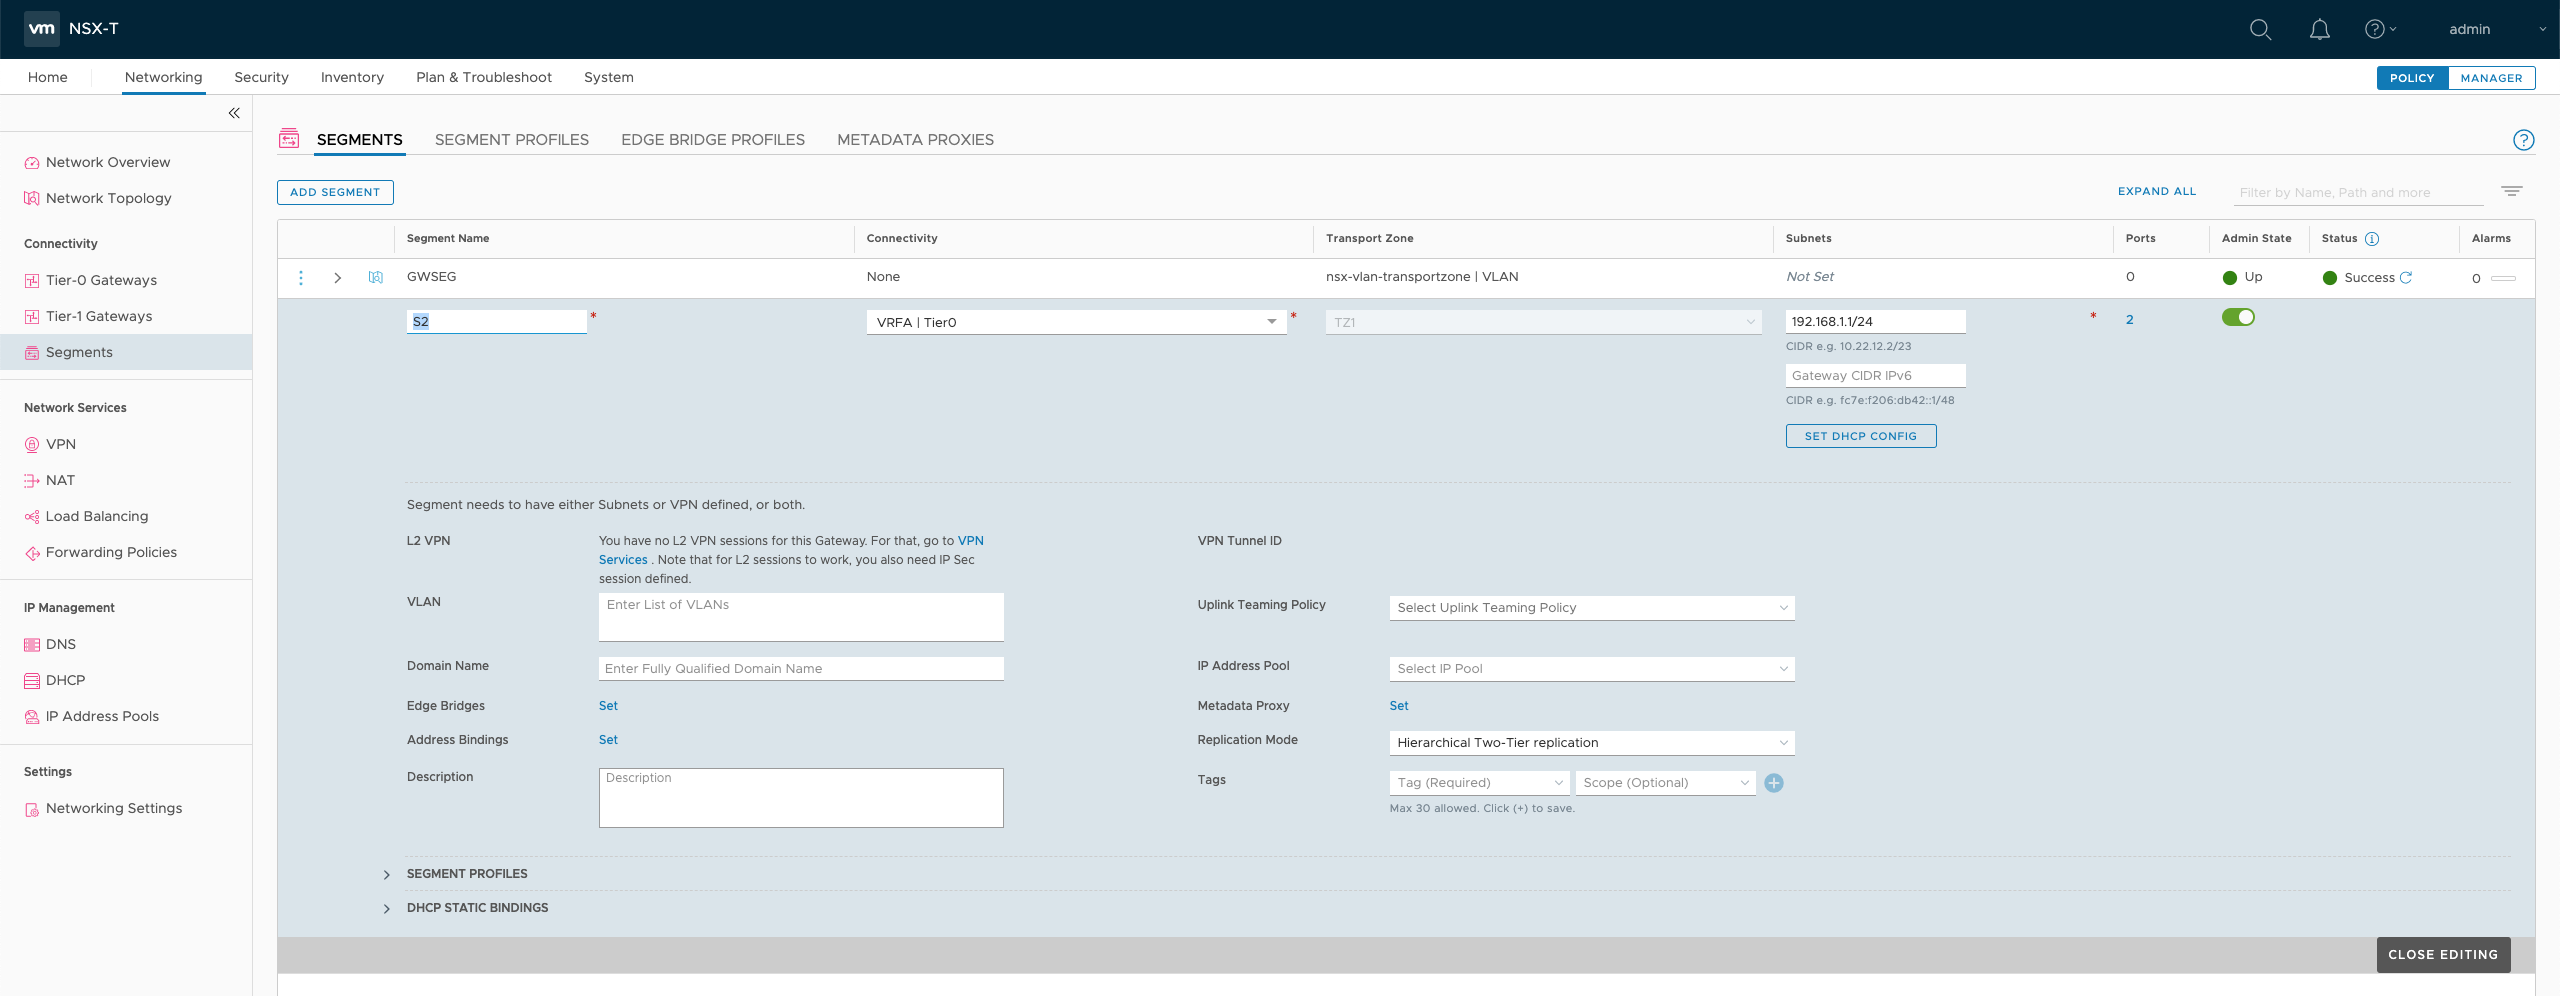 vm NSX-T
admin
Home Networking Security Inventory Plan & Troubleshoot System
POLICY MANAGER
Network Overview
Network Topology
Connectivity
Tier-0 Gateways
Tier-1 Gateways
Segments
Network Services
VPN
NAT
Load Balancing
Forwarding Policies
IP Management
DNS
DHCP
IP Address Pools
Settings
Networking Settings
SEGMENTS SEGMENT PROFILES EDGE BRIDGE PROFILES METADATA PROXIES
ADD SEGMENT
EXPAND ALL Filter by Name, Path and more
Segment Name Connectivity Transport Zone Subnets Ports Admin State Status Alarms
GWSEG None nsx-vlan-transportzone | VLAN Not Set 0 Up Success 0
S2 * VRFA | Tier0 * TZ1 192.168.1.1/24 * 2
CIDR e.g. 10.22.12.2/23
Gateway CIDR IPv6
CIDR e.g. fc7e:f206:db42::1/48
SET DHCP CONFIG
Segment needs to have either Subnets or VPN defined, or both.
L2 VPN You have no L2 VPN sessions for this Gateway. For that, go to VPN
Services . Note that for L2 sessions to work, you also need IP Sec
session defined.
VPN Tunnel ID
VLAN Enter List of VLANs
Uplink Teaming Policy Select Uplink Teaming Policy
Domain Name Enter Fully Qualified Domain Name
IP Address Pool Select IP Pool
Edge Bridges Set
Metadata Proxy Set
Address Bindings Set
Replication Mode Hierarchical Two-Tier replication
Description Description
Tags Tag (Required) Scope (Optional)
Max 30 allowed. Click (+) to save.
SEGMENT PROFILES
DHCP STATIC BINDINGS
CLOSE EDITING